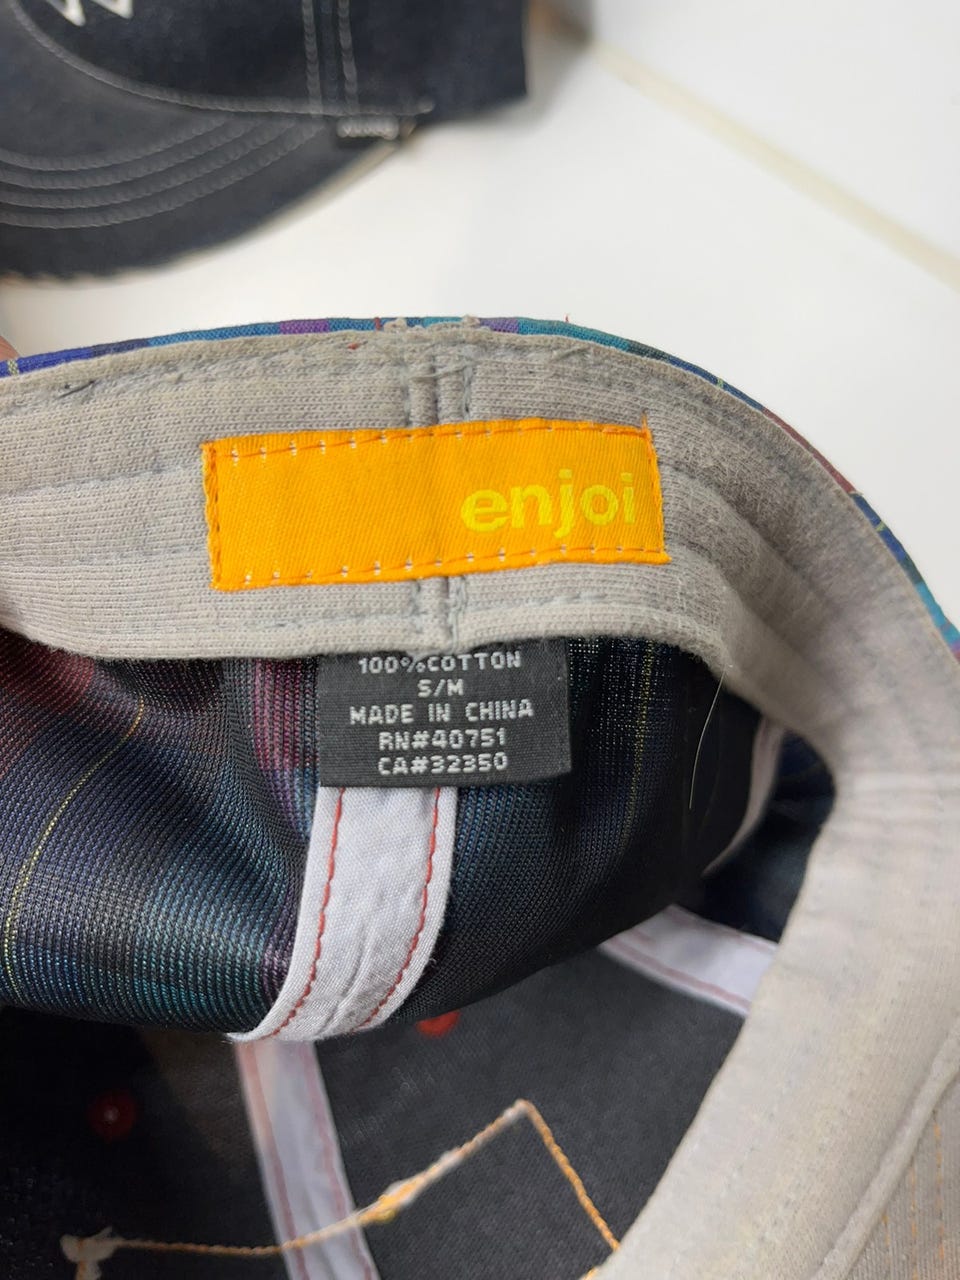 enjoi
100%COTTON
S/M
MADE IN CHINA
RN#40751
CA#32350